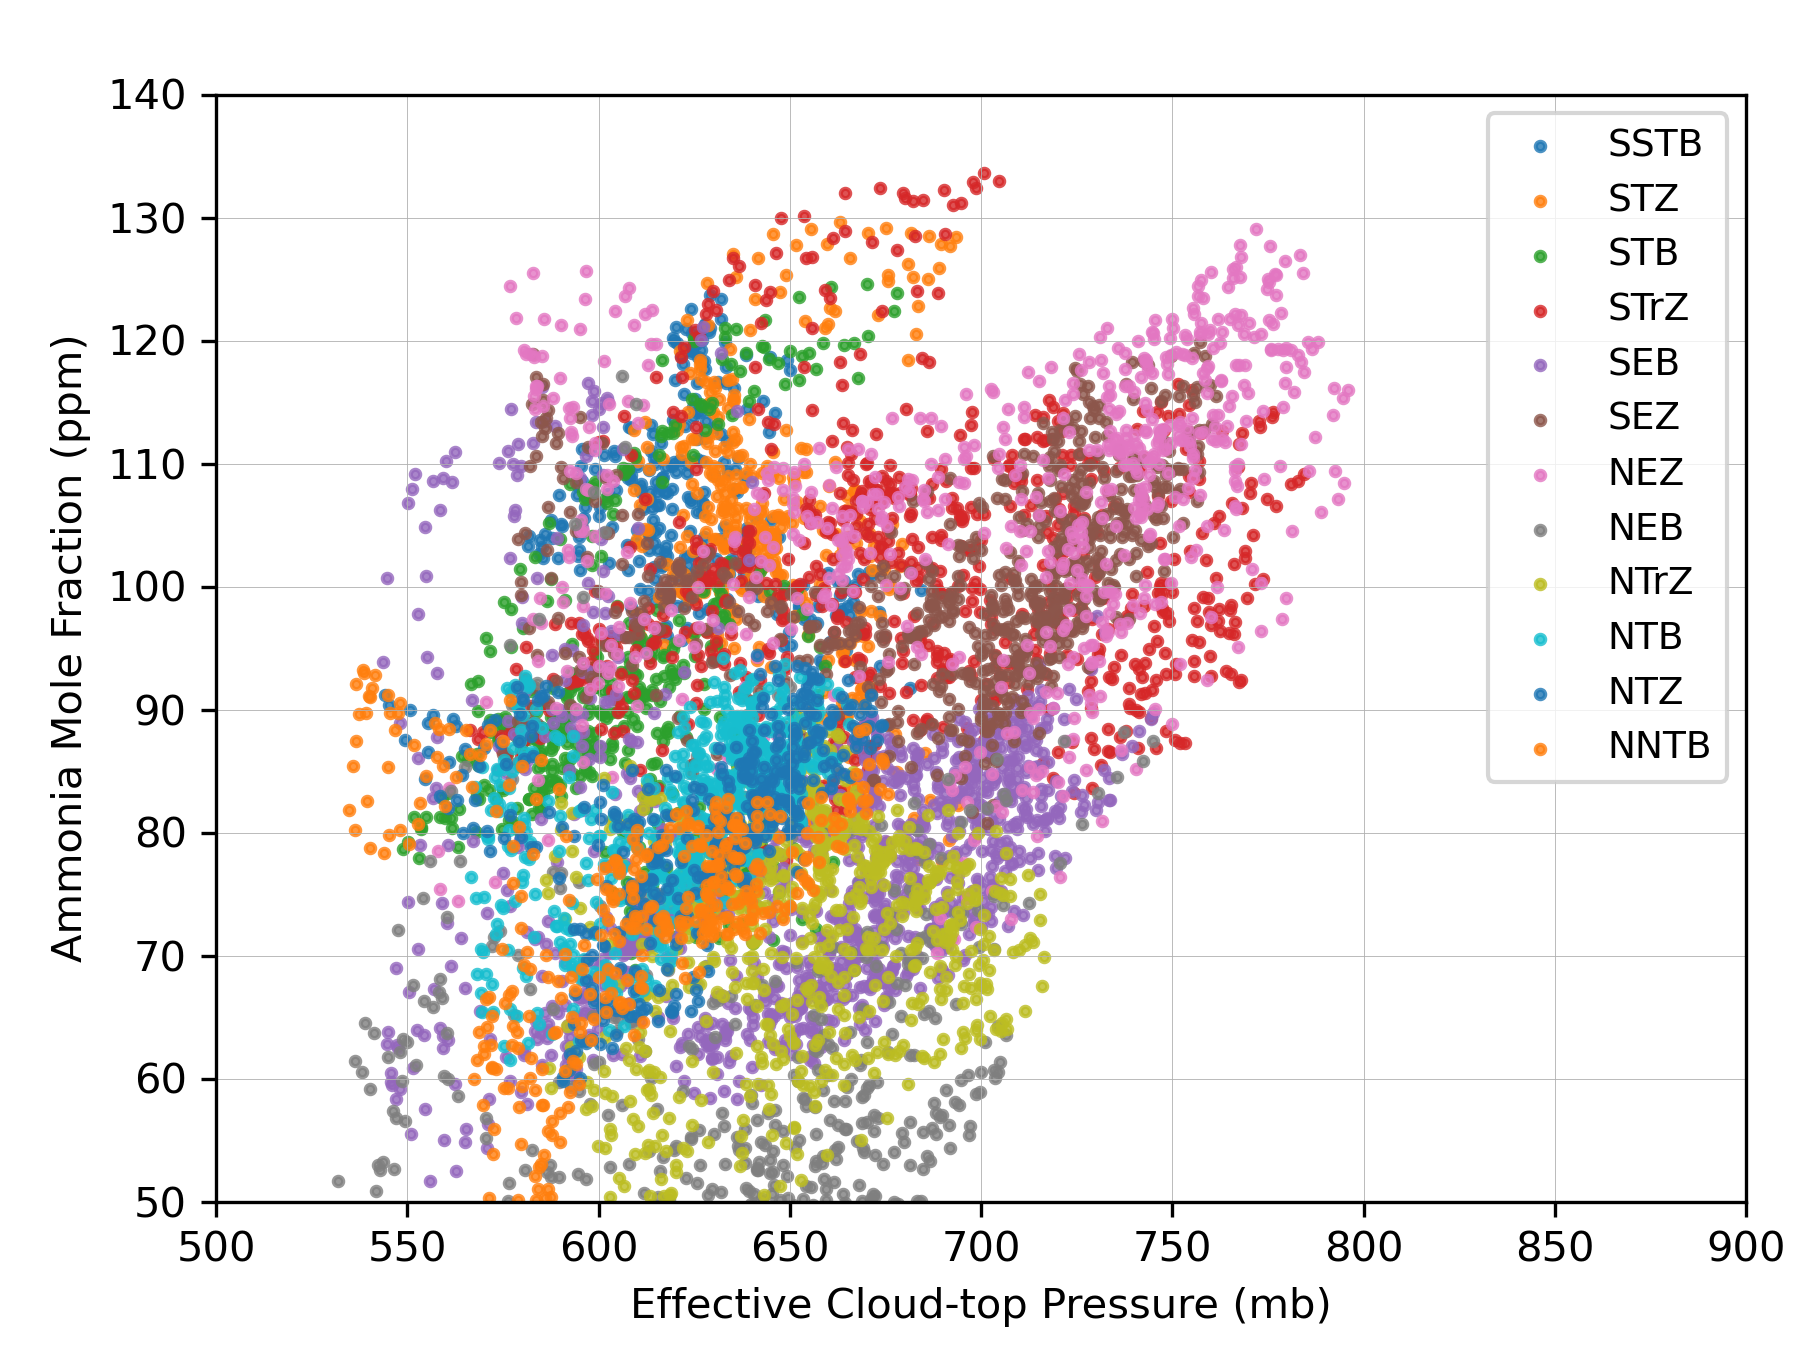 140
130
120
110
100
90
80
70
60
50
Ammonia Mole Fraction (ppm)
500
550
600
650
700
750
800
850
900
Effective Cloud-top Pressure (mb)
SSTB
STZ
STB
STrZ
SEB
SEZ
NEZ
NEB
NTrZ
NTB
NTZ
NNTB